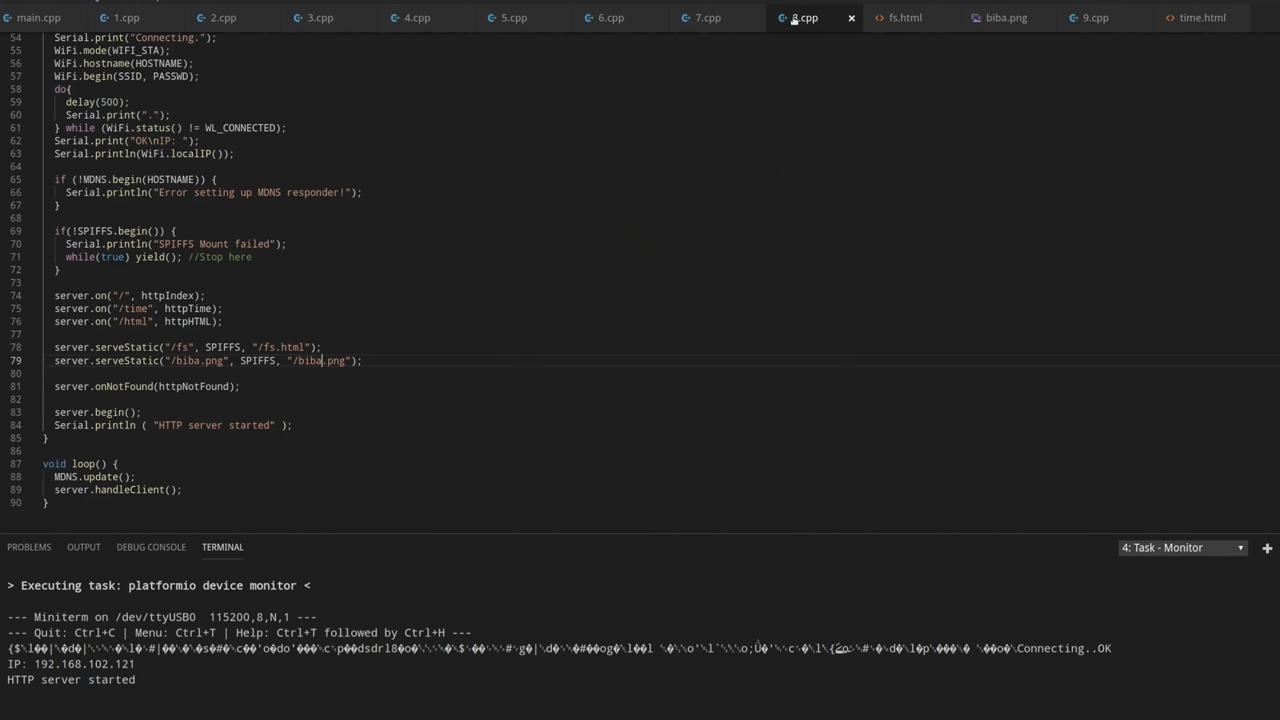 main.cpp 1.cpp 2.cpp 3.cpp 4.cpp 5.cpp 6.cpp 7.cpp 8.cpp × fs.html biba.png 9.cpp time.html
54 Serial.print("Connecting.");
55 WiFi.mode(WIFI_STA);
56 WiFi.hostname(HOSTNAME);
57 WiFi.begin(SSID, PASSWD);
58 do{
59 delay(500);
60 Serial.print(".");
61 } while (WiFi.status() != WL_CONNECTED);
62 Serial.print("OK\nIP: ");
63 Serial.println(WiFi.localIP());
64
65 if (!MDNS.begin(HOSTNAME)) {
66 Serial.println("Error setting up MDNS responder!");
67 }
68
69 if(!SPIFFS.begin()) {
70 Serial.println("SPIFFS Mount failed");
71 while(true) yield(); //Stop here
72 }
73
74 server.on("/", httpIndex);
75 server.on("/time", httpTime);
76 server.on("/html", httpHTML);
77
78 server.serveStatic("/fs", SPIFFS, "/fs.html");
79 server.serveStatic("/biba.png", SPIFFS, "/biba.png");
80
81 server.onNotFound(httpNotFound);
82
83 server.begin();
84 Serial.println ( "HTTP server started" );
85 }
86
87 void loop() {
88 MDNS.update();
89 server.handleClient();
90 }
PROBLEMS OUTPUT DEBUG CONSOLE TERMINAL 4: Task - Monitor
> Executing task: platformio device monitor <
--- Miniterm on /dev/ttyUSB0 115200,8,N,1 ---
--- Quit: Ctrl+C | Menu: Ctrl+T | Help: Ctrl+T followed by Ctrl+H ---
Connecting..OK
IP: 192.168.102.121
HTTP server started